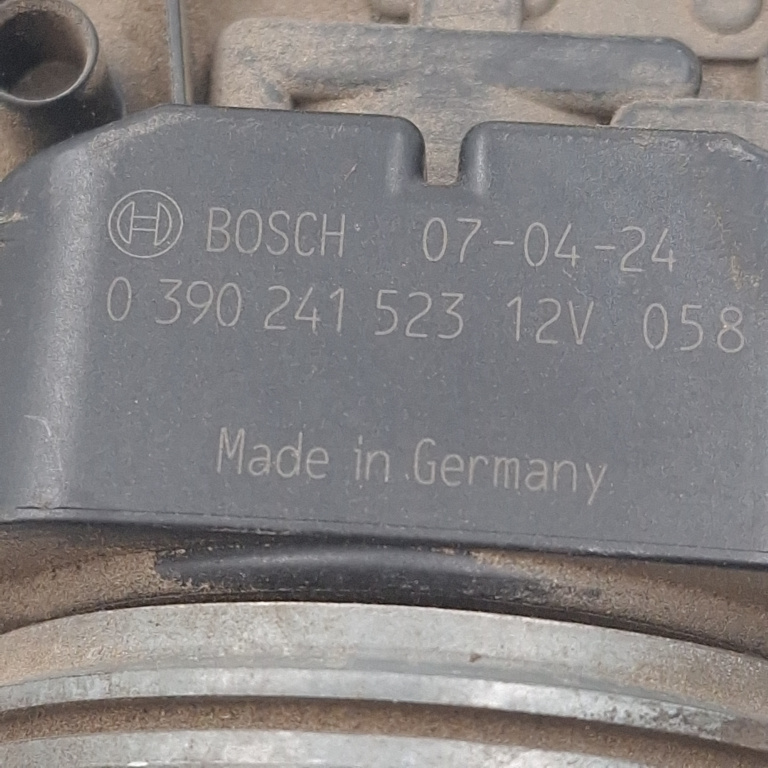 BOSCH 07-04-24
0 390 241 523 12V 058
Made in Germany